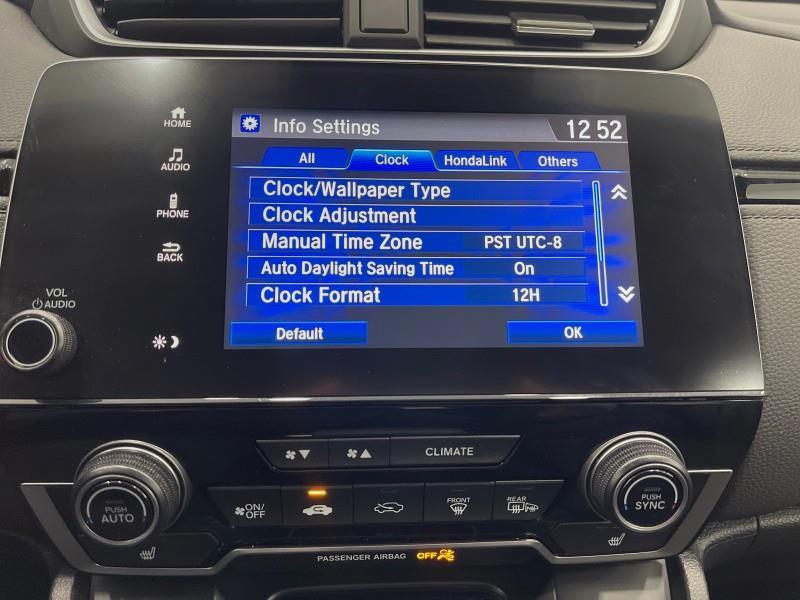 HOME
AUDIO
PHONE
BACK
VOL
AUDIO
Info Settings 12 52
All Clock HondaLink Others
Clock/Wallpaper Type
Clock Adjustment
Manual Time Zone PST UTC-8
Auto Daylight Saving Time On
Clock Format 12H
Default OK
CLIMATE
PUSH AUTO
ON/OFF
FRONT
REAR
PUSH SYNC
PASSENGER AIRBAG OFF